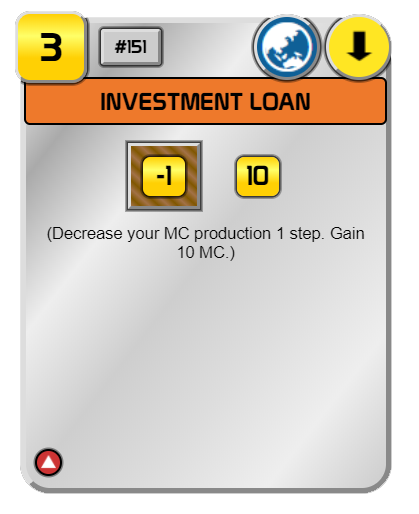 3 #151
INVESTMENT LOAN
-1 10
(Decrease your MC production 1 step. Gain
10 MC.)